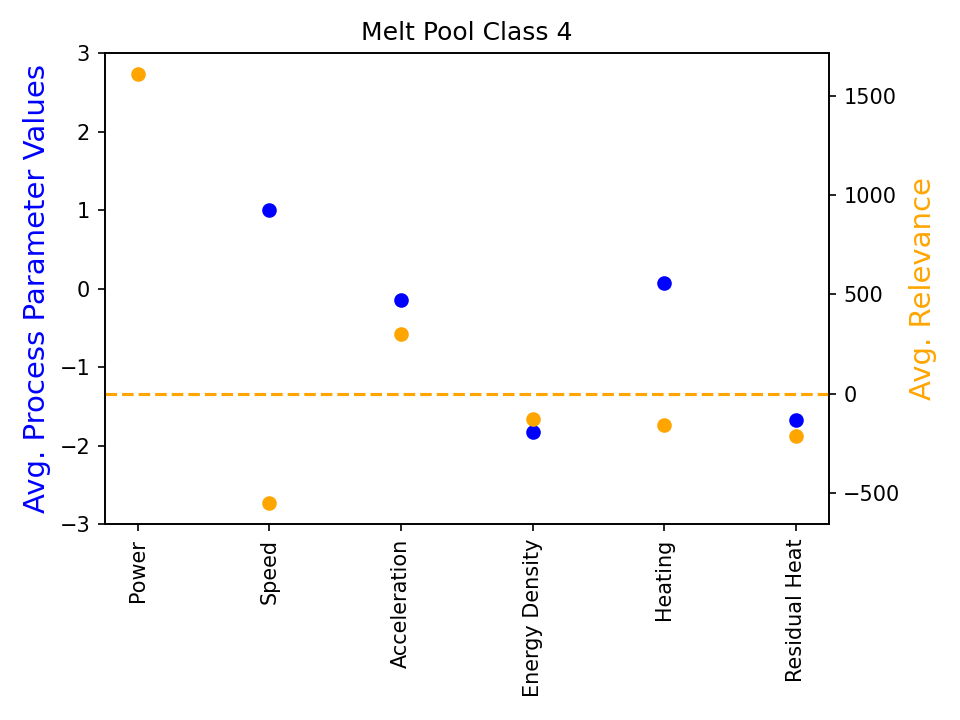 Melt Pool Class 4
Avg. Process Parameter Values
3
2
1
0
−1
−2
−3
1500
1000
500
0
−500
Avg. Relevance
Power
Speed
Acceleration
Energy Density
Heating
Residual Heat